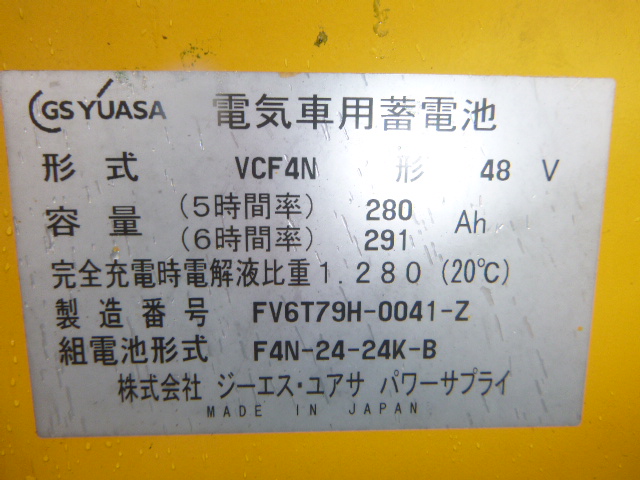 GS YUASA 電気車用蓄電池
形式 VCF4N 形 48 V
容量 (5時間率) 280 Ah
(6時間率) 291
完全充電時電解液比重1.280(20℃)
製造番号 FV6T79H-0041-Z
組電池形式 F4N-24-24K-B
株式会社 ジーエス・ユアサ パワーサプライ
MADE IN JAPAN